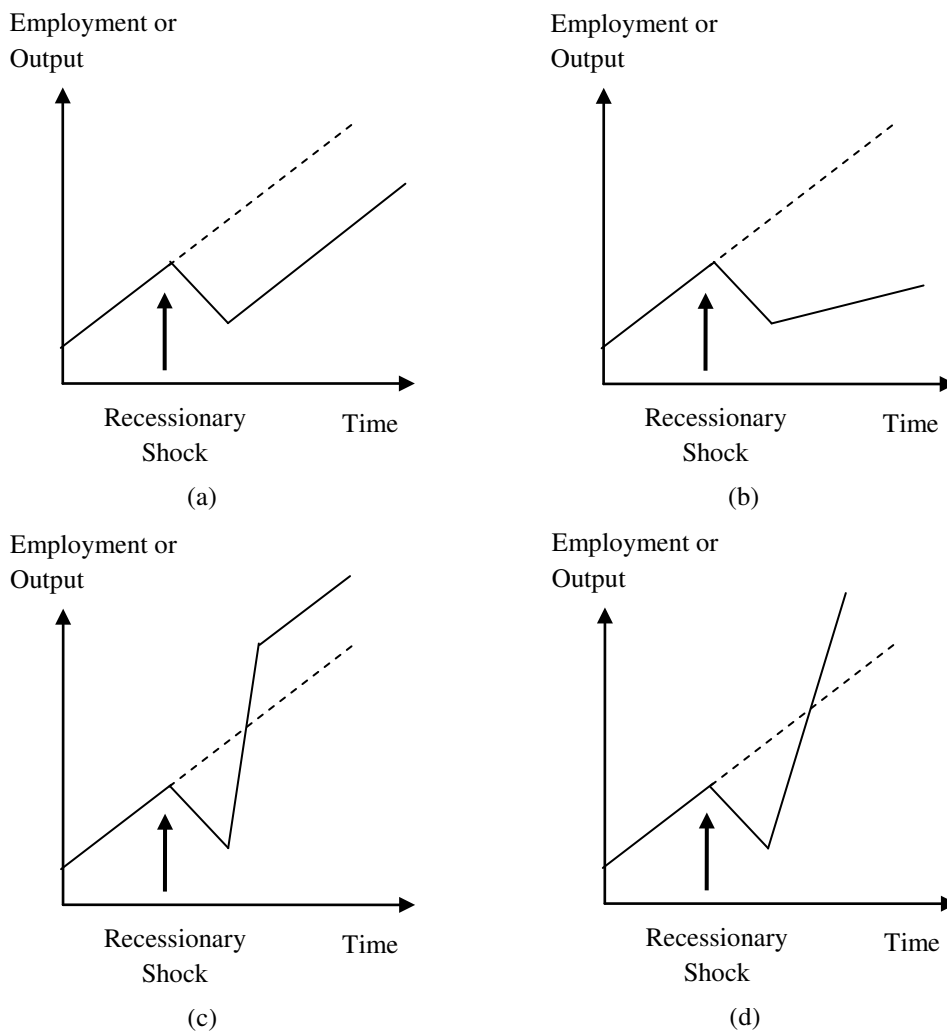 Employment or
Output
Recessionary
Shock
Time
(a)
Employment or
Output
Recessionary
Shock
Time
(b)
Employment or
Output
Recessionary
Shock
Time
(c)
Employment or
Output
Recessionary
Shock
Time
(d)